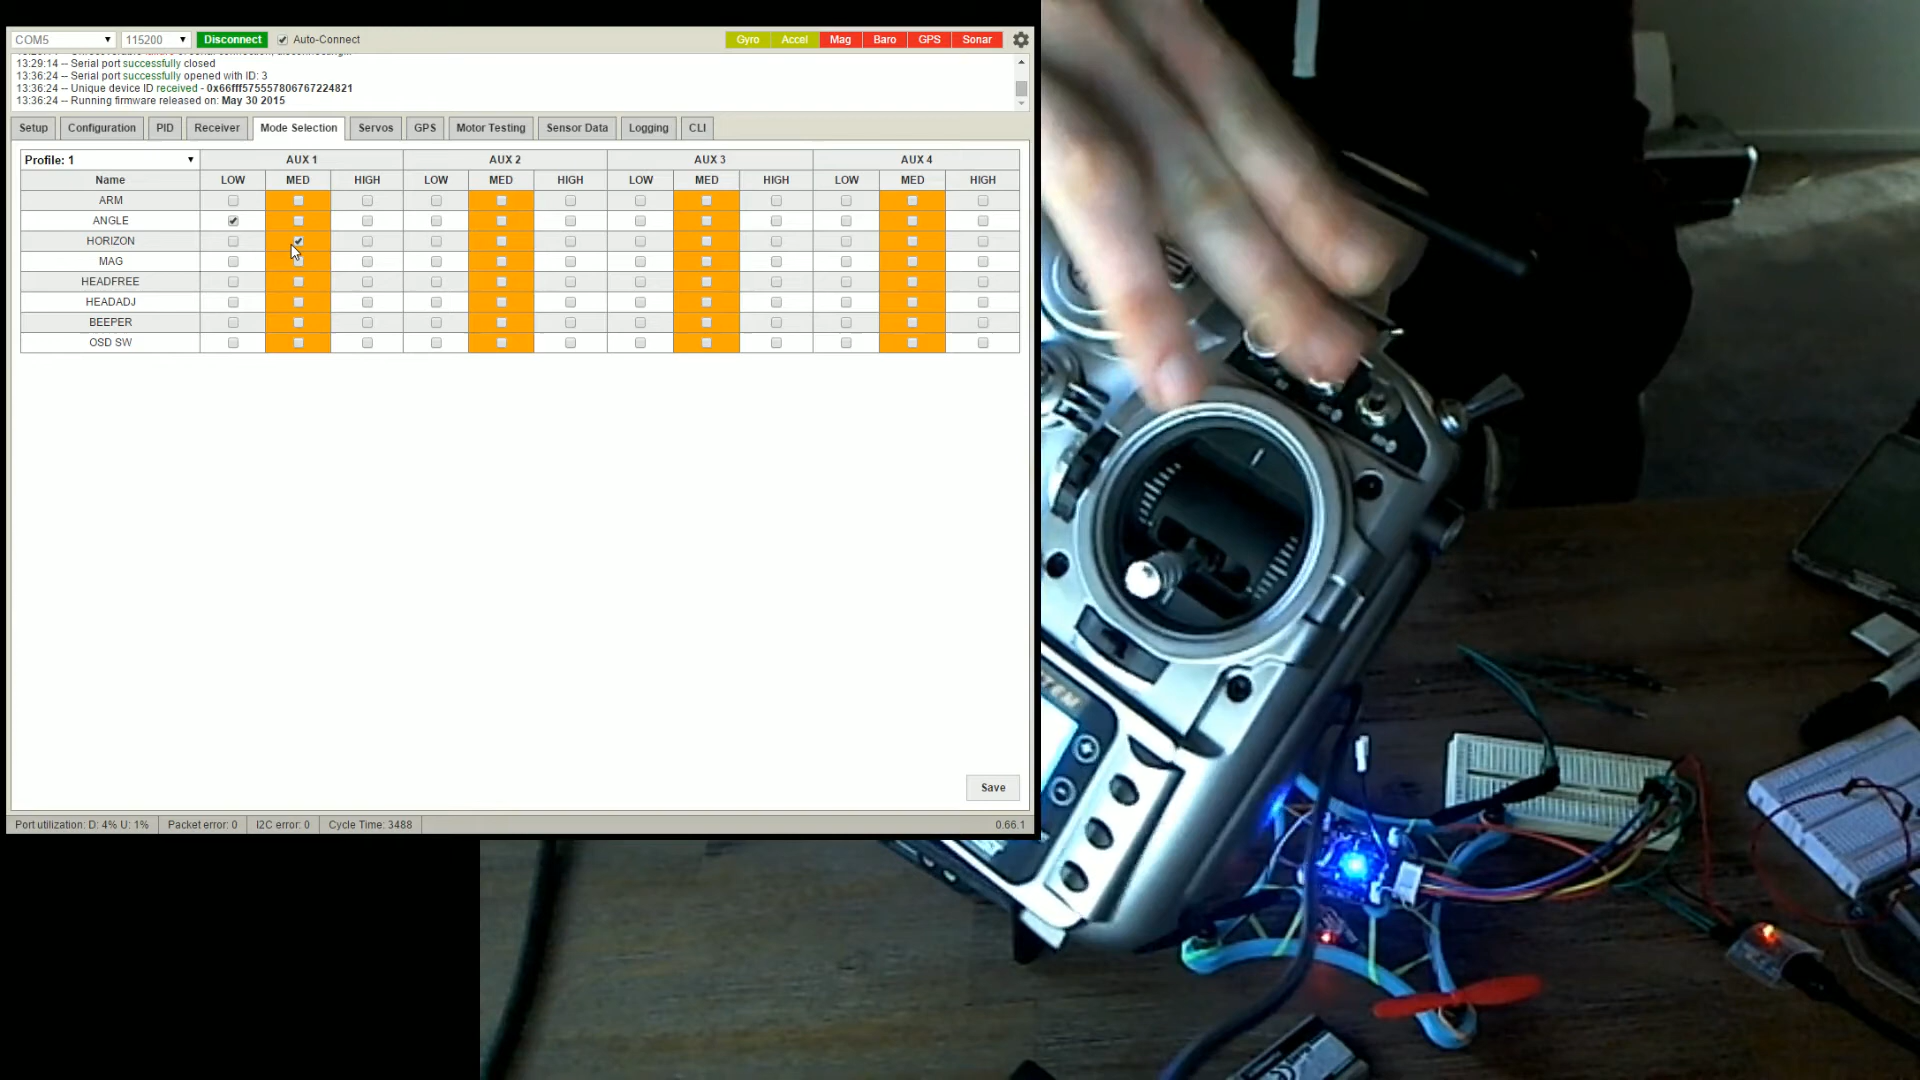 COM5 115200 Disconnect Auto-Connect Gyro Accel Mag Baro GPS Sonar
13:29:14 -- Serial port successfully closed
13:36:24 -- Serial port successfully opened with ID: 3
13:36:24 -- Unique device ID received - 0x66fff575557806767224821
13:36:24 -- Running firmware released on: May 30 2015
Setup Configuration PID Receiver Mode Selection Servos GPS Motor Testing Sensor Data Logging CLI
Profile: 1 AUX 1 AUX 2 AUX 3 AUX 4
Name LOW MED HIGH LOW MED HIGH LOW MED HIGH LOW MED HIGH
ARM
ANGLE
HORIZON
MAG
HEADFREE
HEADADJ
BEEPER
OSD SW
Save
Port utilization: D: 4% U: 1% Packet error: 0 I2C error: 0 Cycle Time: 3488 0.66.1